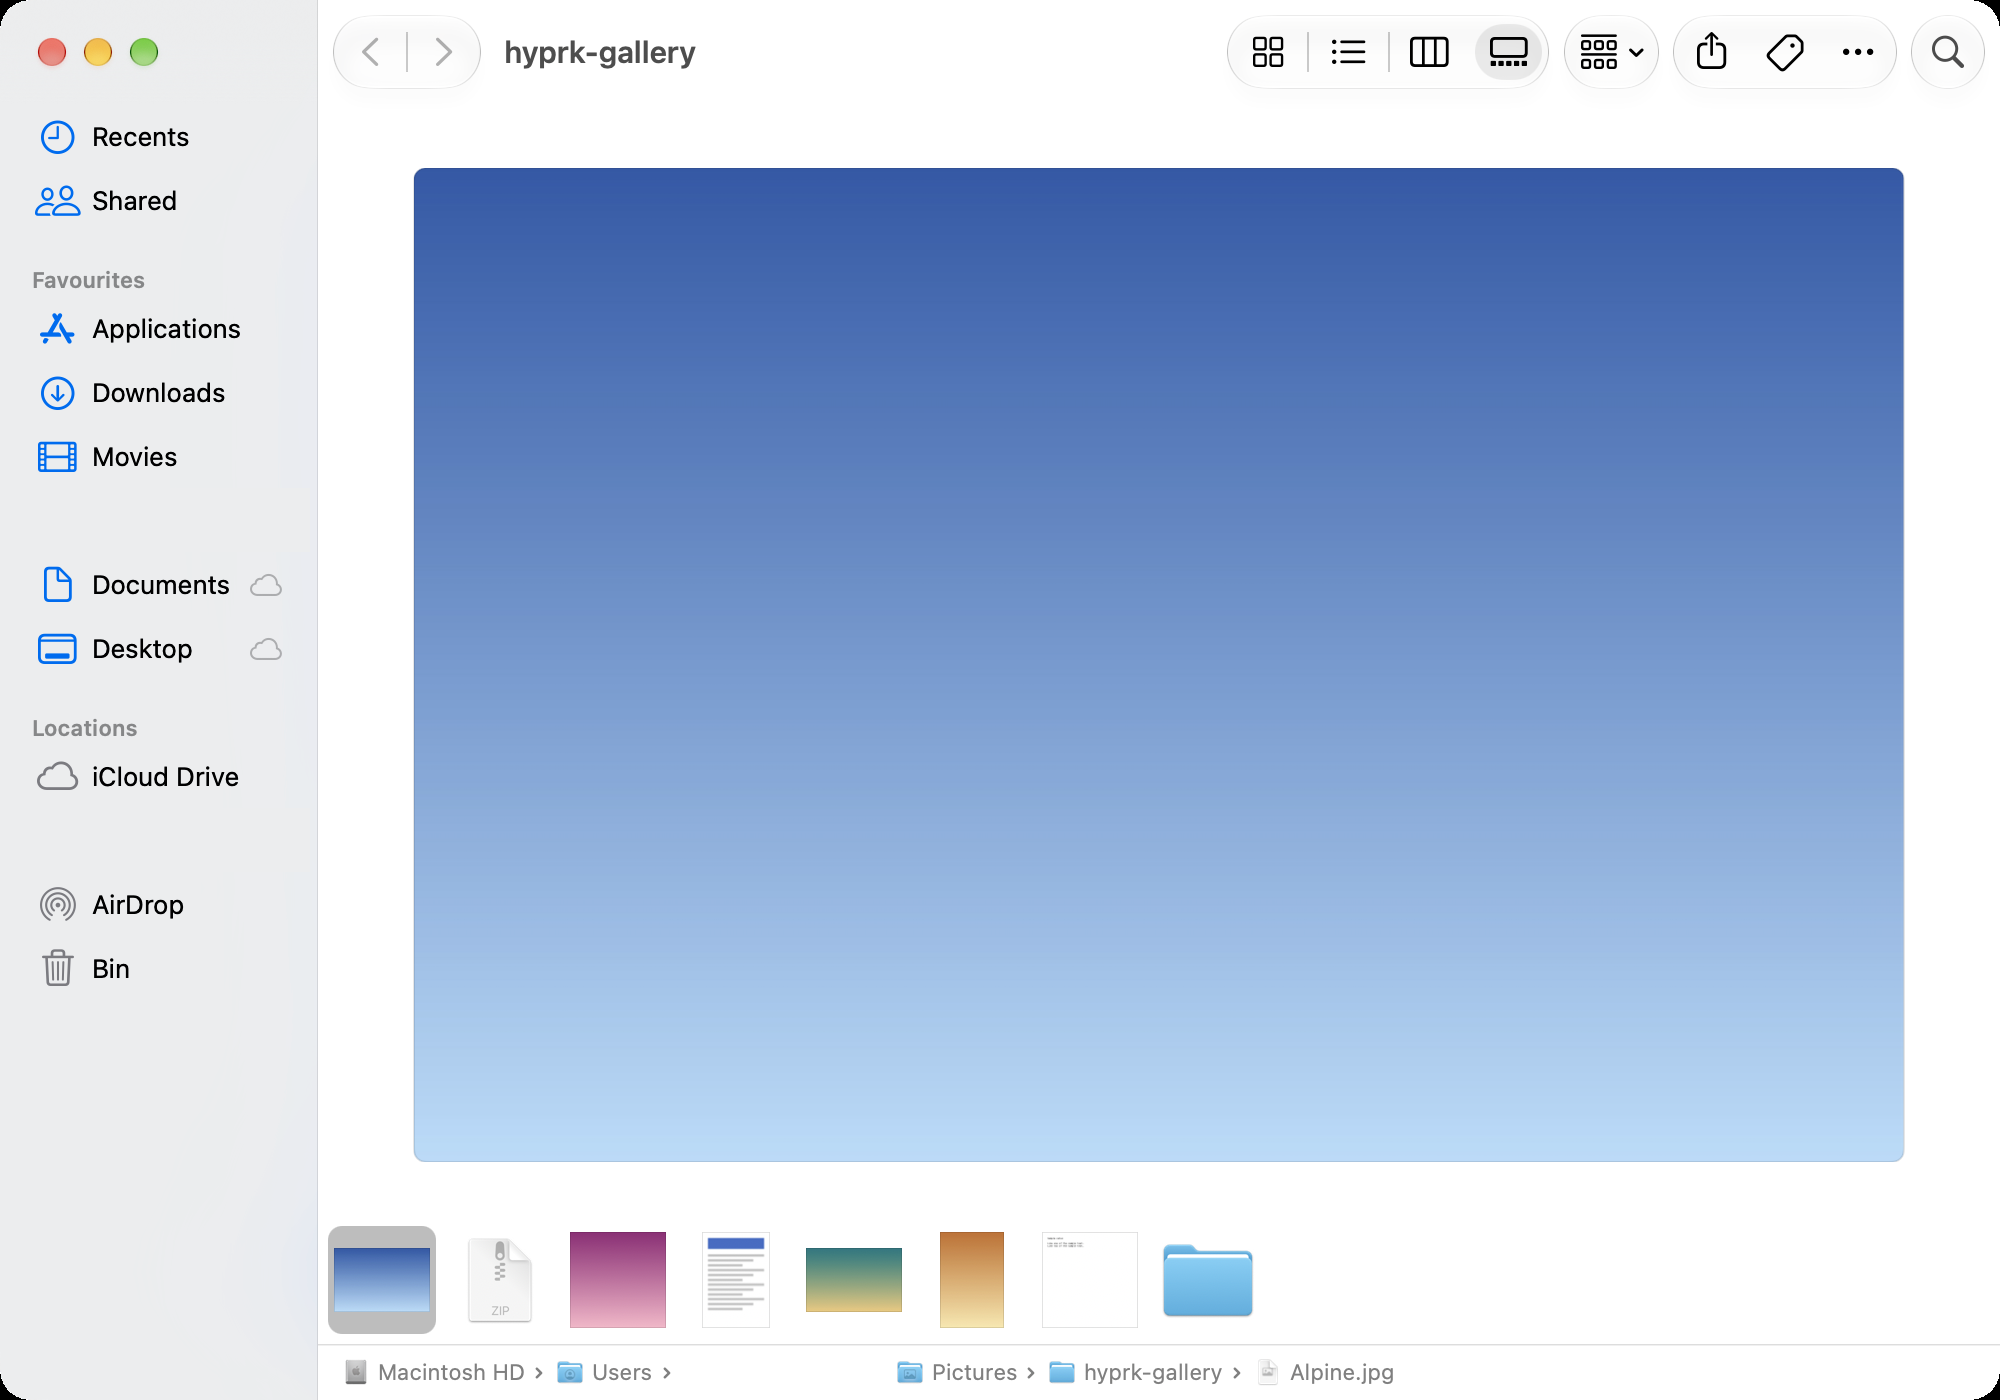 hyprk-gallery
Recents
Shared
Favourites
Applications
Downloads
Movies
Documents
Desktop
Locations
iCloud Drive
AirDrop
Bin
ZIP
Macintosh HD › Users › Pictures › hyprk-gallery › Alpine.jpg